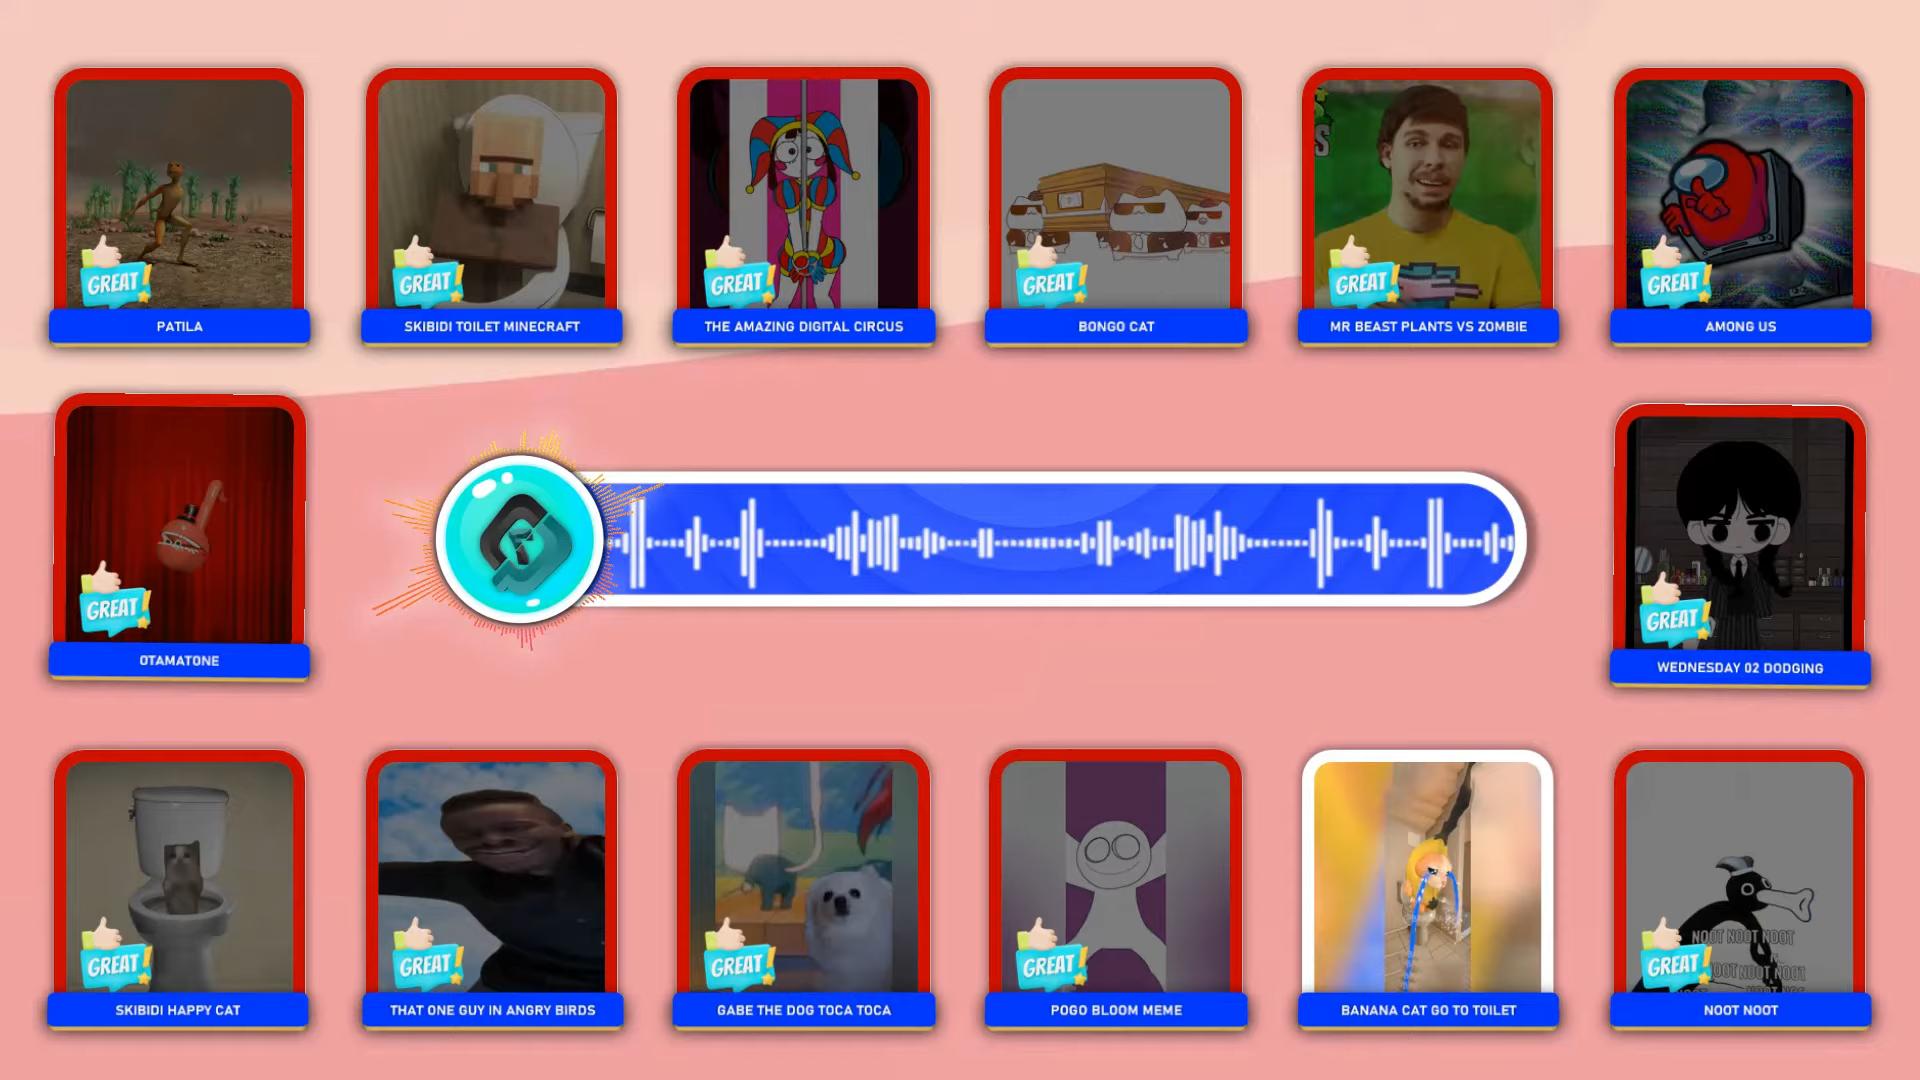 GREAT!
PATILA
GREAT!
SKIBIDI TOILET MINECRAFT
GREAT!
THE AMAZING DIGITAL CIRCUS
GREAT!
BONGO CAT
S
GREAT!
MR BEAST PLANTS VS ZOMBIE
GREAT!
AMONG US
GREAT!
OTAMATONE
GREAT!
WEDNESDAY 02 DODGING
GREAT!
SKIBIDI HAPPY CAT
GREAT!
THAT ONE GUY IN ANGRY BIRDS
GREAT!
GABE THE DOG TOCA TOCA
GREAT!
POGO BLOOM MEME
BANANA CAT GO TO TOILET
NOOT NOOT NOOT
GREAT!
NOOT NOOT
NOOT NOOT